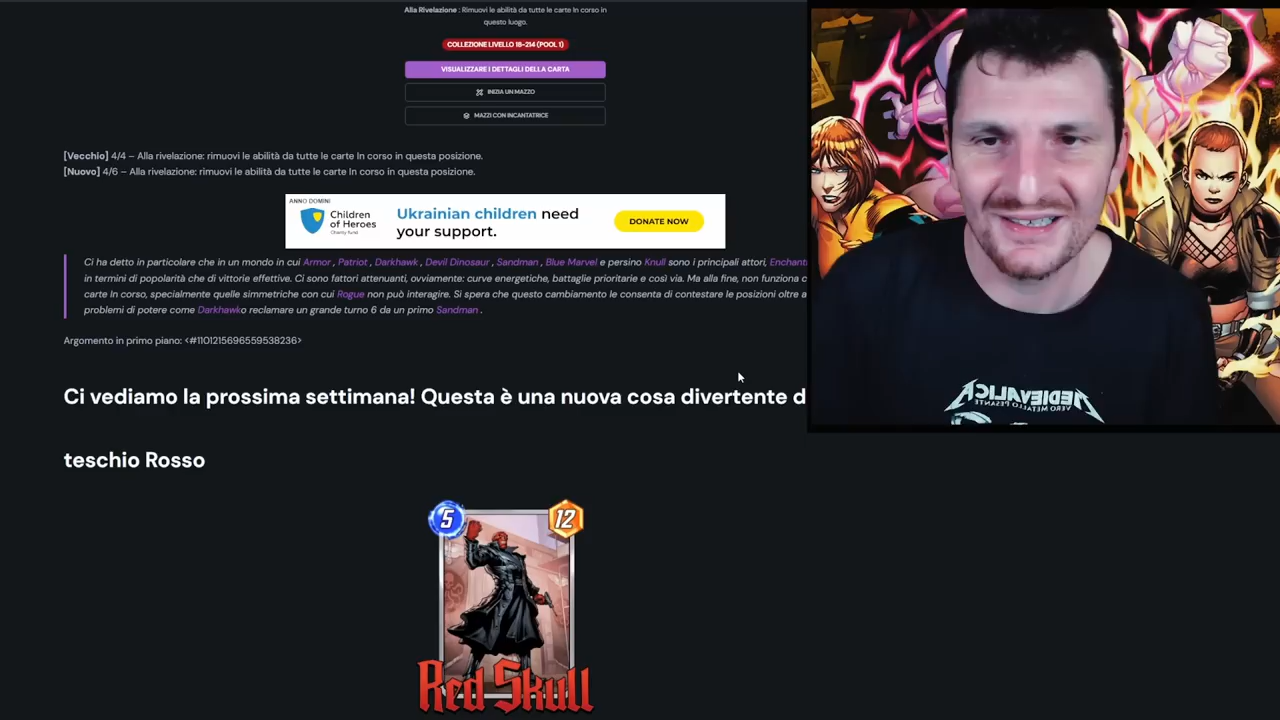 Alla Rivelazione : Rimuovi le abilità da tutte le carte In corso in
questo luogo.
COLLEZIONE LIVELLO 18-214 (POOL 1)
VISUALIZZARE I DETTAGLI DELLA CARTA
INIZIA UN MAZZO
MAZZI CON INCANTATRICE
[Vecchio] 4/4 – Alla rivelazione: rimuovi le abilità da tutte le carte In corso in questa posizione.
[Nuovo] 4/6 – Alla rivelazione: rimuovi le abilità da tutte le carte In corso in questa posizione.
ANNO DOMINI
Children of Heroes
Charity fund
Ukrainian children need
your support.
DONATE NOW
Ci ha detto in particolare che in un mondo in cui Armor , Patriot , Darkhawk , Devil Dinosaur , Sandman , Blue Marvel e persino Knull sono i principali attori, Enchant
in termini di popolarità che di vittorie effettive. Ci sono fattori attenuanti, ovviamente: curve energetiche, battaglie prioritarie e così via. Ma alla fine, non funziona c
carte In corso, specialmente quelle simmetriche con cui Rogue non può interagire. Si spera che questo cambiamento le consenta di contestare le posizioni oltre a
problemi di potere come Darkhawko reclamare un grande turno 6 da un primo Sandman .
Argomento in primo piano: <#1101215696559538236>
Ci vediamo la prossima settimana! Questa è una nuova cosa divertente d
teschio Rosso
5
12
Red Skull
MEDIEVALICA
VERO METALLO PESANTE